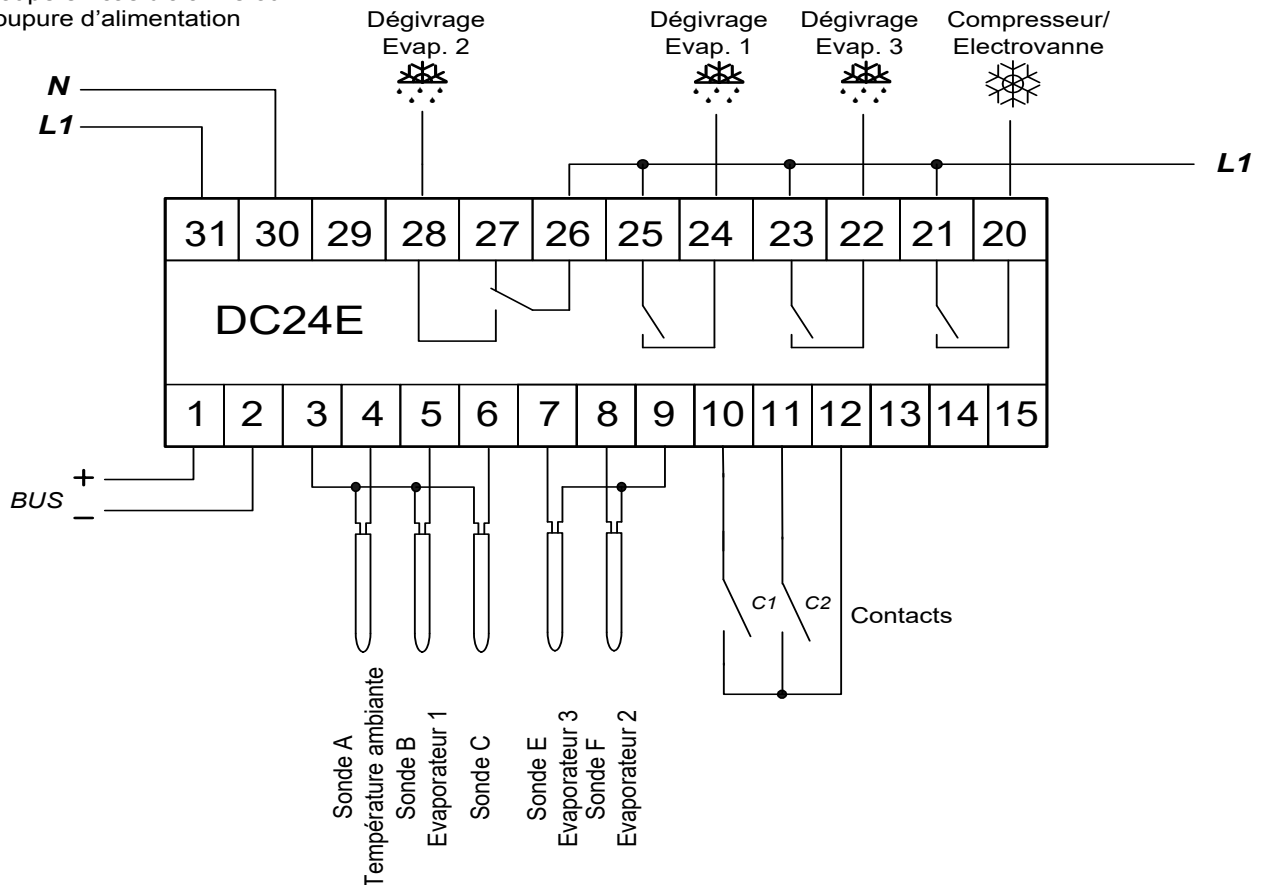 oupure d'alimentation
Dégivrage
Evap. 2
Dégivrage
Evap. 1
Dégivrage
Evap. 3
Compresseur/
Electrovanne
N
L1
L1
31 30 29 28 27 26 25 24 23 22 21 20
DC24E
1 2 3 4 5 6 7 8 9 10 11 12 13 14 15
+
BUS
–
C1
C2
Contacts
Sonde A
Température ambiante
Sonde B
Evaporateur 1
Sonde C
Sonde E
Evaporateur 3
Sonde F
Evaporateur 2